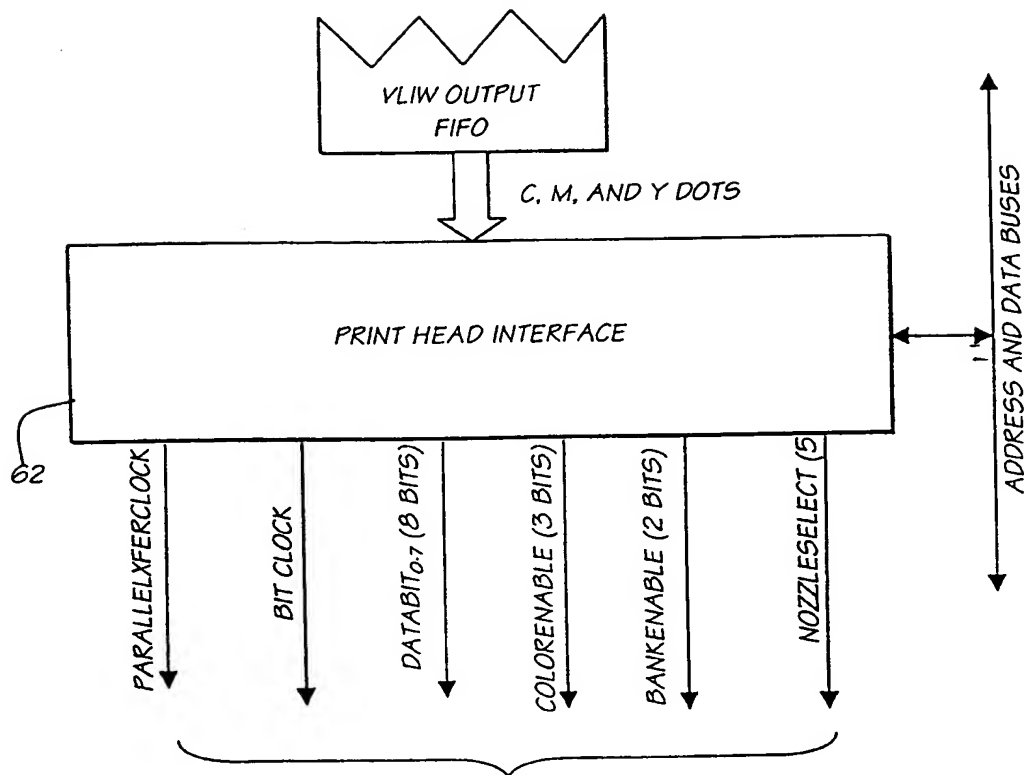 VLIW OUTPUT
FIFO
C, M, AND Y DOTS
PRINT HEAD INTERFACE
ADDRESS AND DATA BUSES
62
PARALLELXFERCLOCK
BIT CLOCK
DATABIT0-7 (8 BITS)
COLORENABLE (3 BITS)
BANKENABLE (2 BITS)
NOZZLESELECT (5